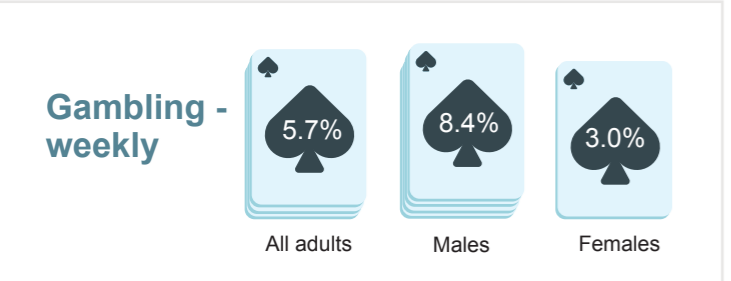 Gambling -
weekly
5.7%
8.4%
3.0%
All adults
Males
Females